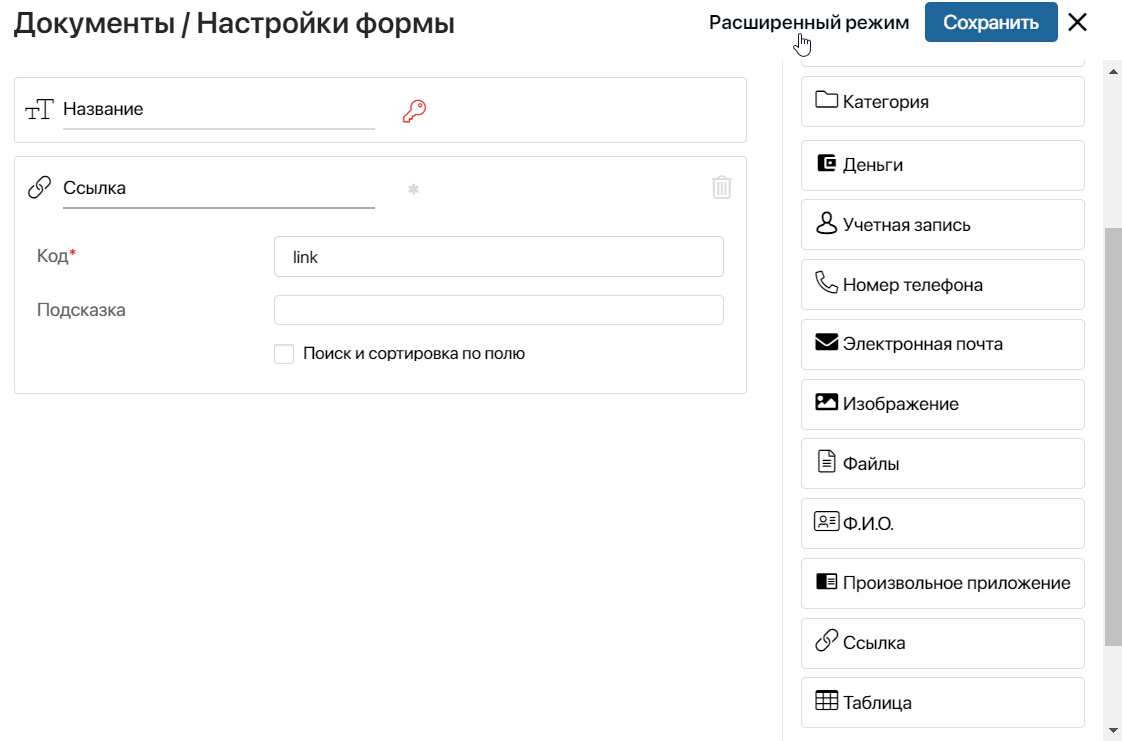 Документы / Настройки формы
Расширенный режим
Сохранить
Название
Ссылка
Код*
link
Подсказка
Поиск и сортировка по полю
Категория
Деньги
Учетная запись
Номер телефона
Электронная почта
Изображение
Файлы
Ф.И.О.
Произвольное приложение
Ссылка
Таблица